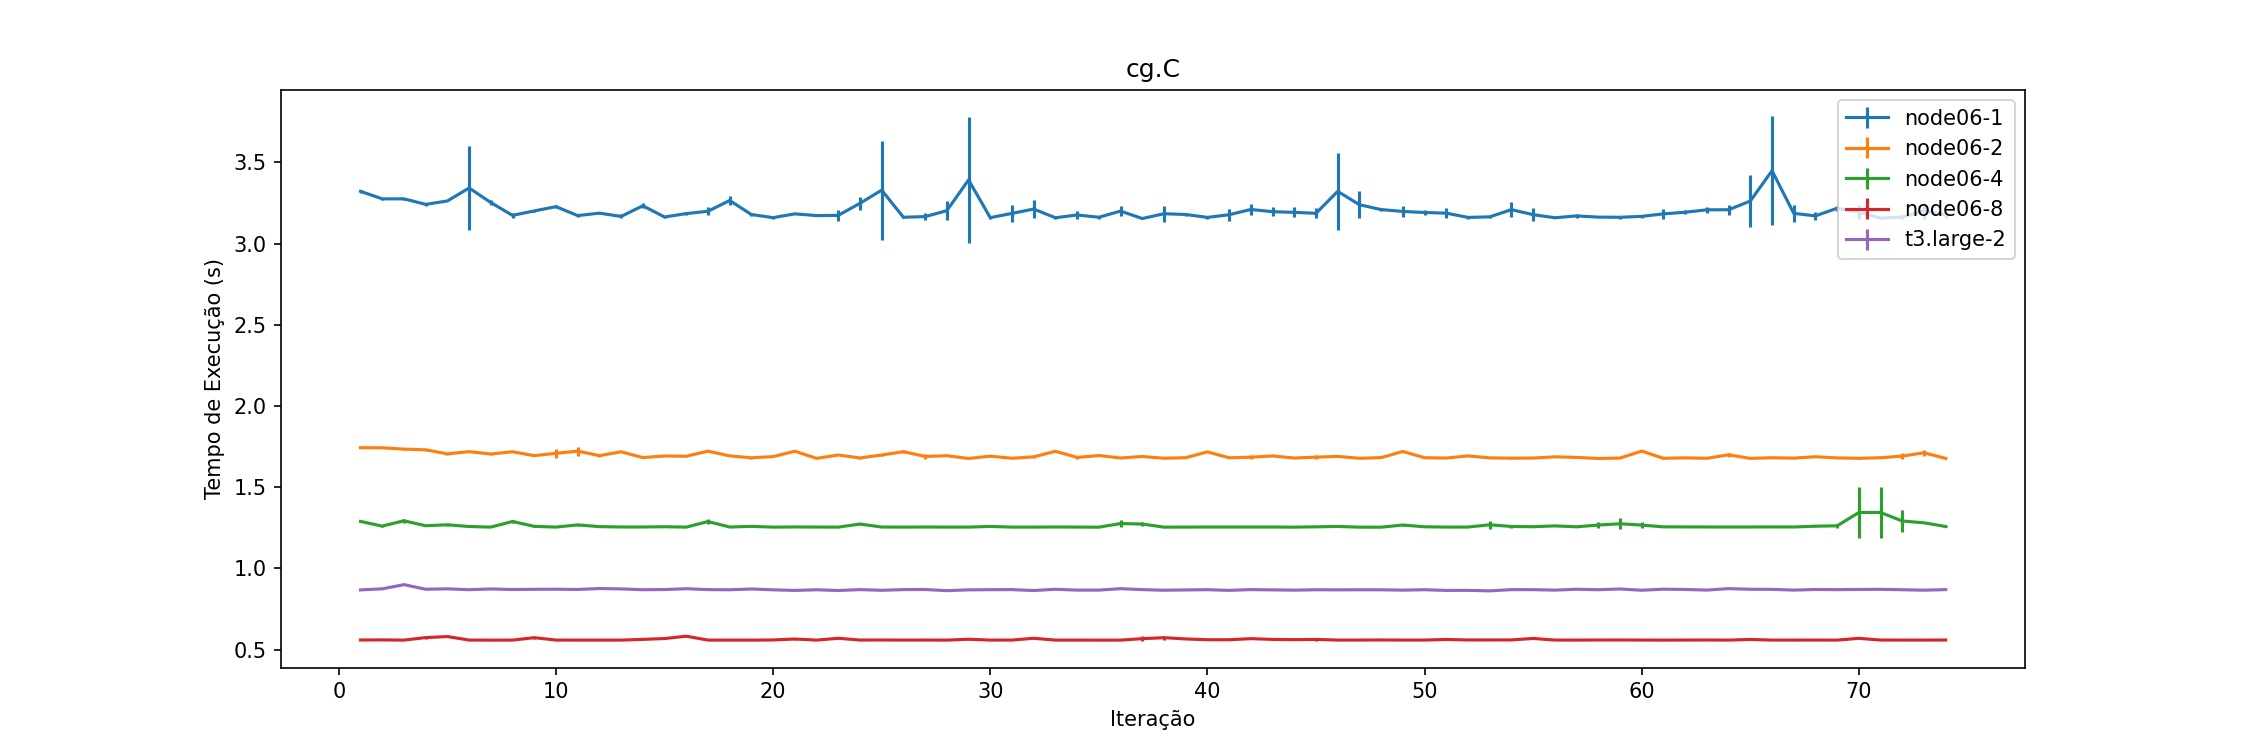 cg.C
node06-1
node06-2
node06-4
node06-8
t3.large-2
Tempo de Execução (s)
3.5
3.0
2.5
2.0
1.5
1.0
0.5
0 10 20 30 40 50 60 70
Iteração